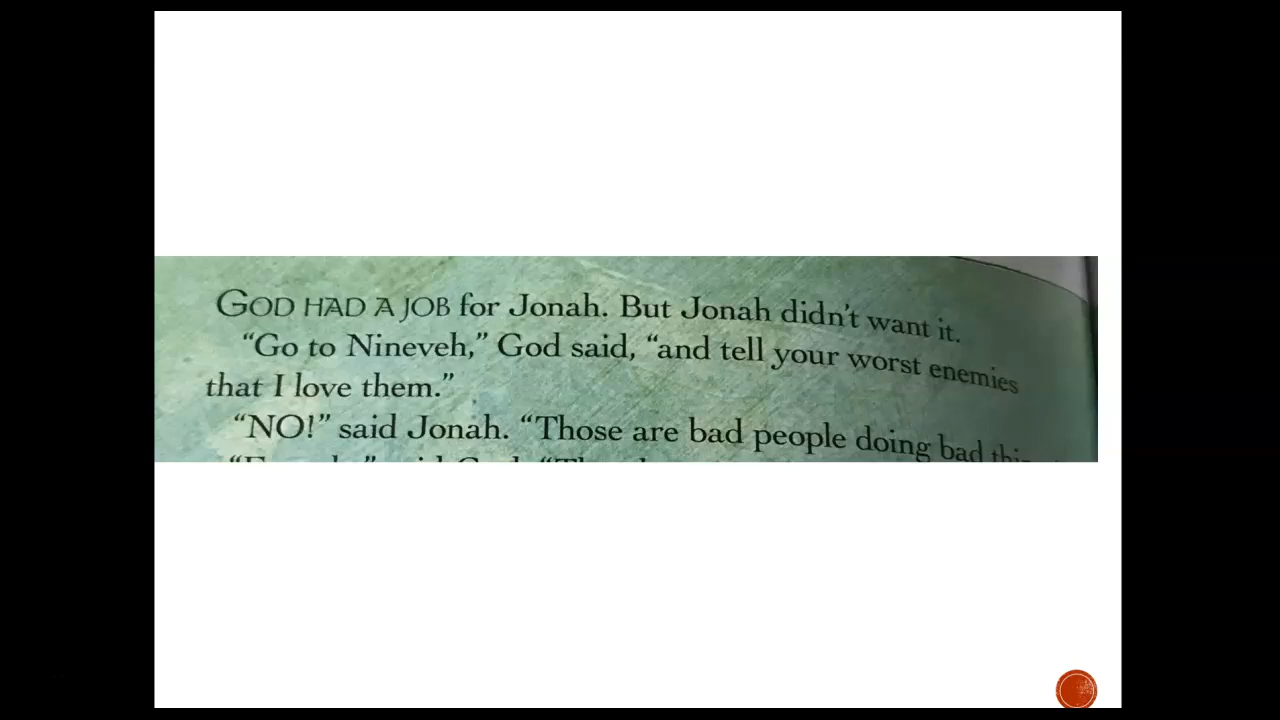 GOD HAD A JOB for Jonah. But Jonah didn't want it.
“Go to Nineveh,” God said, “and tell your worst enemies
that I love them.”
“NO!” said Jonah. “Those are bad people doing bad